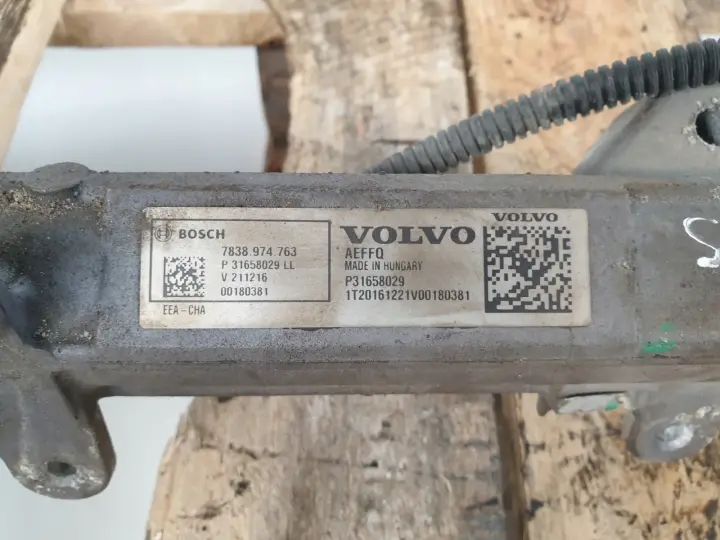 BOSCH
7838.974.763
P 31658029 LL
V 211216
00180381
EEA-CHA
VOLVO
AEFFQ
MADE IN HUNGARY
P31658029
1T20161221V00180381
VOLVO